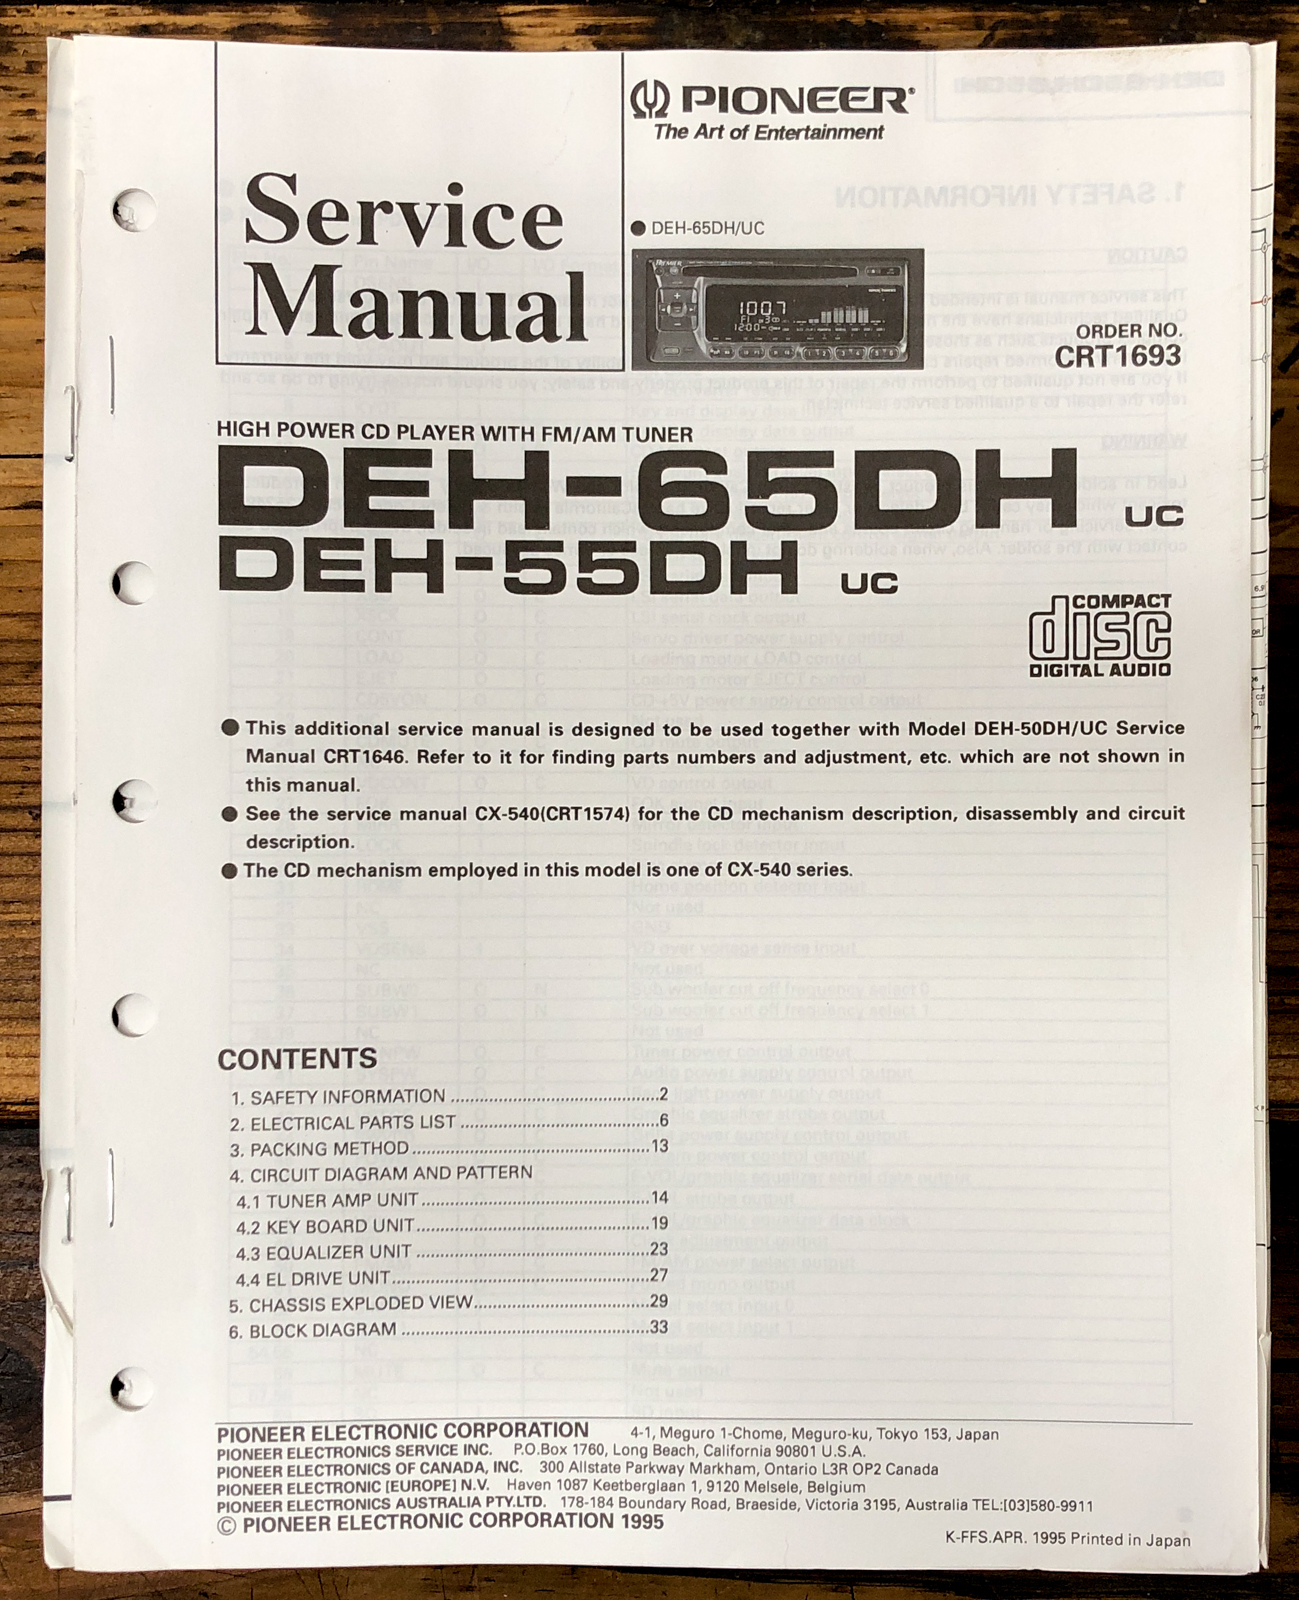 PIONEER®
The Art of Entertainment
Service
Manual
● DEH-65DH/UC
100.7
12:00
ORDER NO.
CRT1693
HIGH POWER CD PLAYER WITH FM/AM TUNER
DEH-65DH UC
DEH-55DH UC
COMPACT
disc
DIGITAL AUDIO
● This additional service manual is designed to be used together with Model DEH-50DH/UC Service
Manual CRT1646. Refer to it for finding parts numbers and adjustment, etc. which are not shown in
this manual.
● See the service manual CX-540(CRT1574) for the CD mechanism description, disassembly and circuit
description.
● The CD mechanism employed in this model is one of CX-540 series.
CONTENTS
1. SAFETY INFORMATION ..........................................2
2. ELECTRICAL PARTS LIST ........................................6
3. PACKING METHOD ................................................13
4. CIRCUIT DIAGRAM AND PATTERN
4.1 TUNER AMP UNIT ..............................................14
4.2 KEY BOARD UNIT ...............................................19
4.3 EQUALIZER UNIT ...............................................23
4.4 EL DRIVE UNIT ....................................................27
5. CHASSIS EXPLODED VIEW ....................................29
6. BLOCK DIAGRAM ..................................................33
PIONEER ELECTRONIC CORPORATION 4-1, Meguro 1-Chome, Meguro-ku, Tokyo 153, Japan
PIONEER ELECTRONICS SERVICE INC. P.O.Box 1760, Long Beach, California 90801 U.S.A.
PIONEER ELECTRONICS OF CANADA, INC. 300 Allstate Parkway Markham, Ontario L3R OP2 Canada
PIONEER ELECTRONIC [EUROPE] N.V. Haven 1087 Keetberglaan 1, 9120 Melsele, Belgium
PIONEER ELECTRONICS AUSTRALIA PTY.LTD. 178-184 Boundary Road, Braeside, Victoria 3195, Australia TEL:[03]580-9911
© PIONEER ELECTRONIC CORPORATION 1995
K-FFS.APR. 1995 Printed in Japan